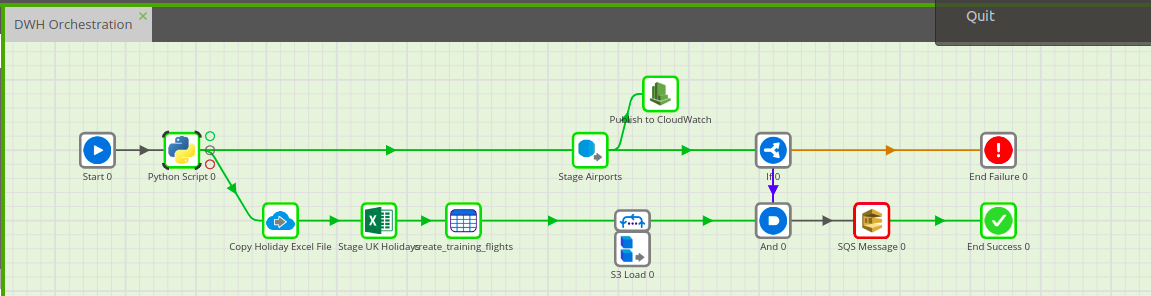 Quit
DWH Orchestration
Publish to CloudWatch
Start 0
Python Script 0
Stage Airports
If 0
End Failure 0
Copy Holiday Excel File
Stage UK Holidays
create_training_flights
And 0
SQS Message 0
End Success 0
S3 Load 0